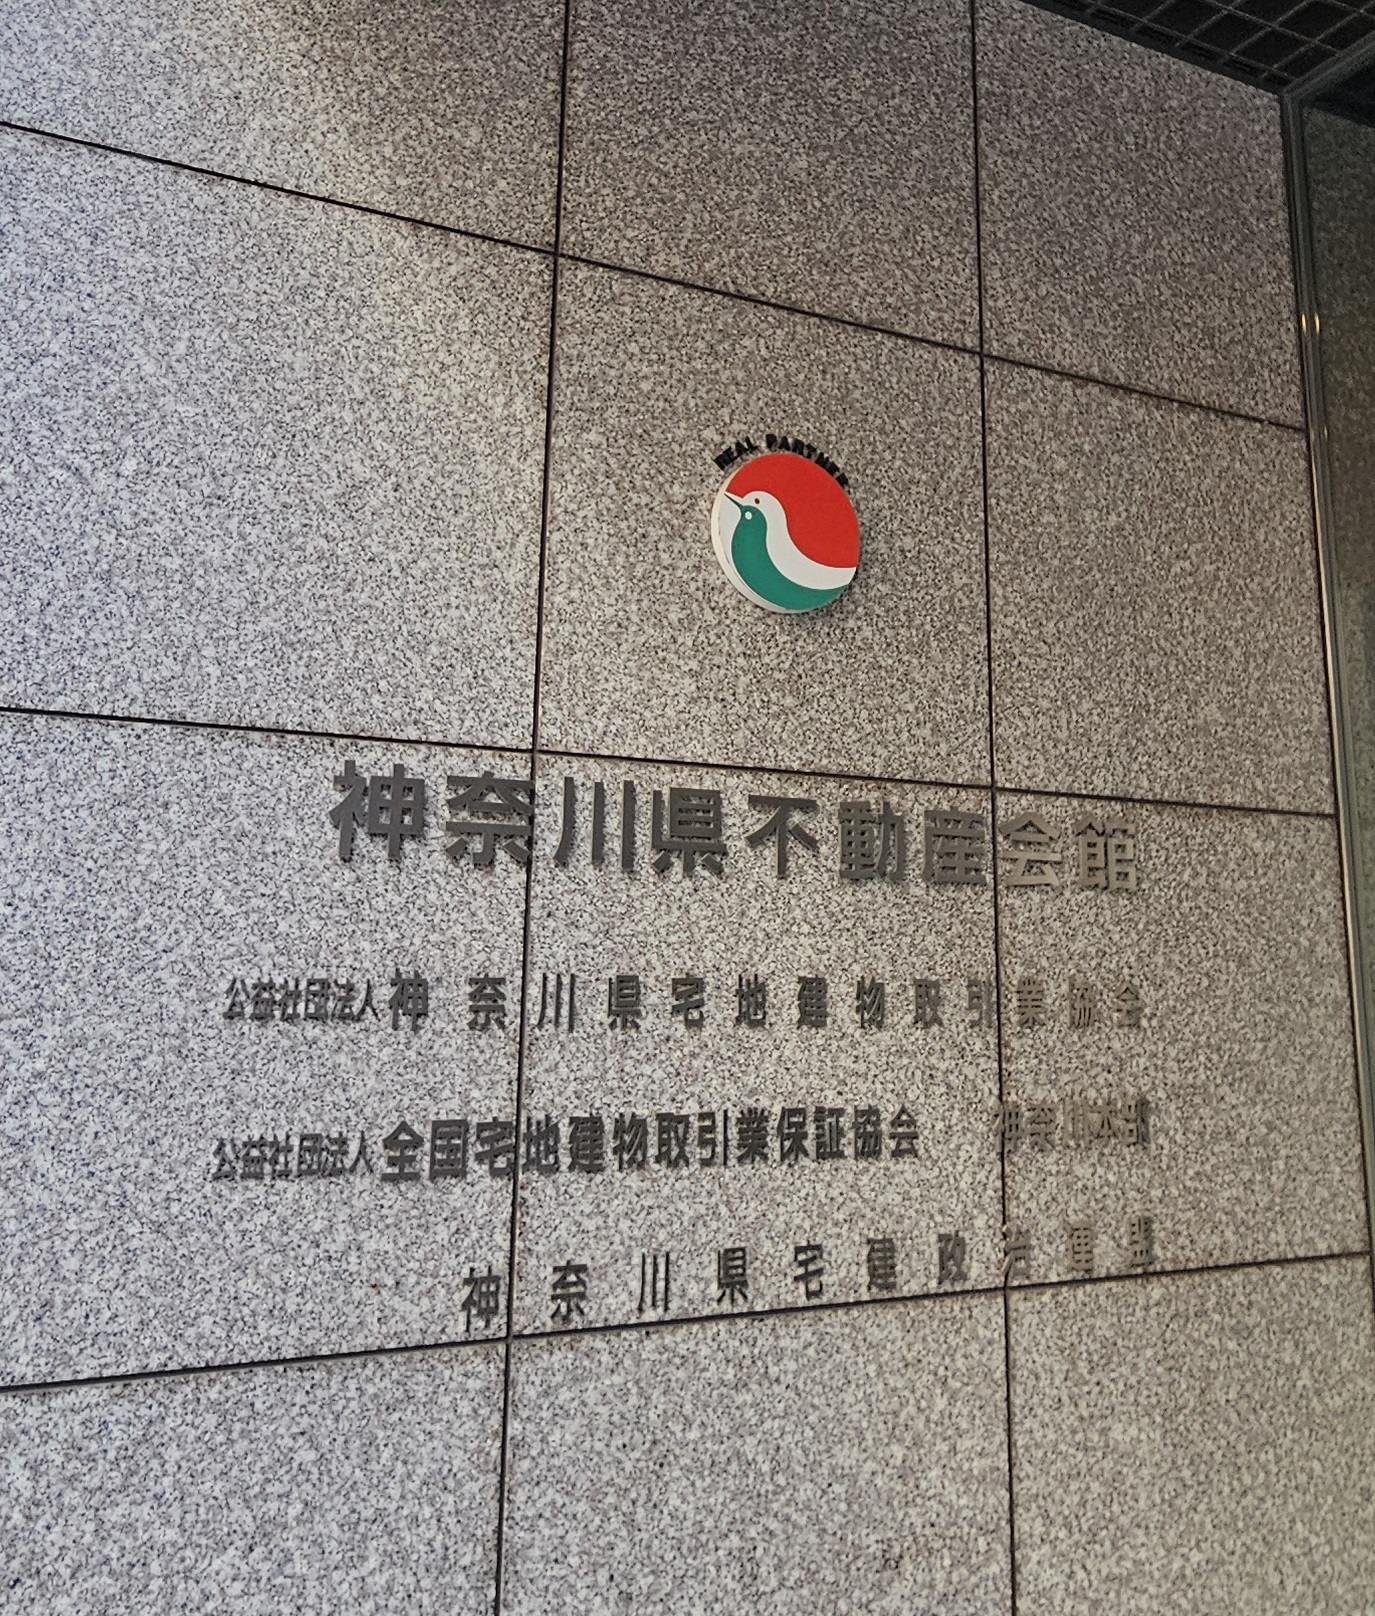 REAL PARTNER
神奈川県不動産会館
公益社団法人神奈川県宅地建物取引業協会
公益社団法人全国宅地建物取引業保証協会 神奈川本部
神奈川県宅建政治連盟